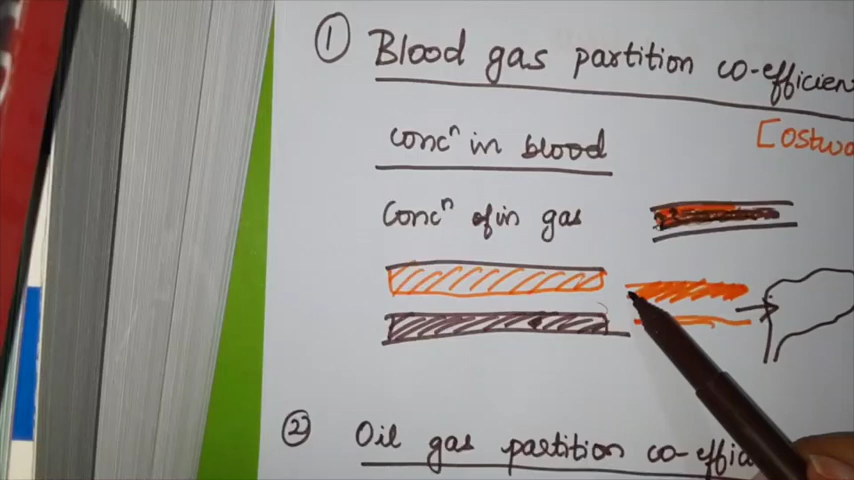 ① Blood gas partition co-efficien
concⁿ in blood
[Ostwa
Concⁿ of in gas
② Oil gas partition co-effic